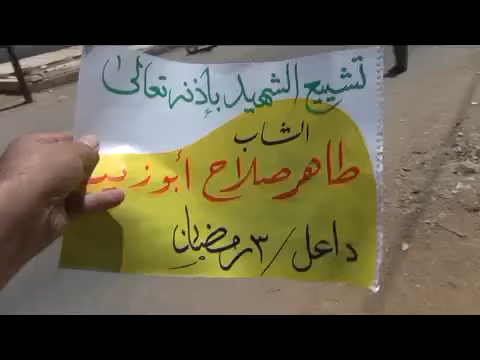 تشييع الشهيد بإذنه تعالى
الشاب
طاهر صلاح أبو زيد
داعل / ٣ رمضان